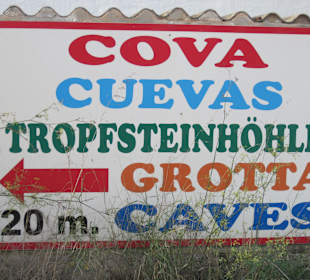 COVA
CUEVAS
TROPFSTEINHÖHLE
GROTTA
20 m. CAVES